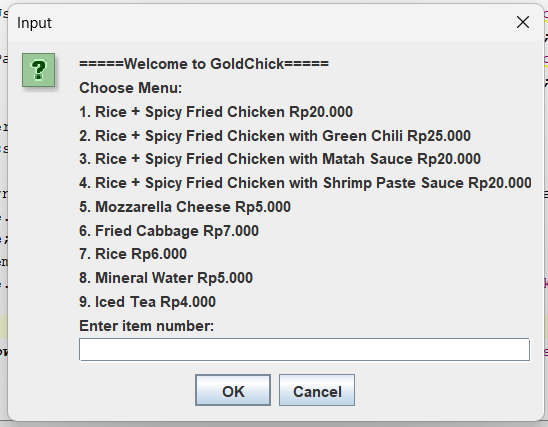 Input
=====Welcome to GoldChick=====
Choose Menu:
1. Rice + Spicy Fried Chicken Rp20.000
2. Rice + Spicy Fried Chicken with Green Chili Rp25.000
3. Rice + Spicy Fried Chicken with Matah Sauce Rp20.000
4. Rice + Spicy Fried Chicken with Shrimp Paste Sauce Rp20.000
5. Mozzarella Cheese Rp5.000
6. Fried Cabbage Rp7.000
7. Rice Rp6.000
8. Mineral Water Rp5.000
9. Iced Tea Rp4.000
Enter item number:
OK Cancel